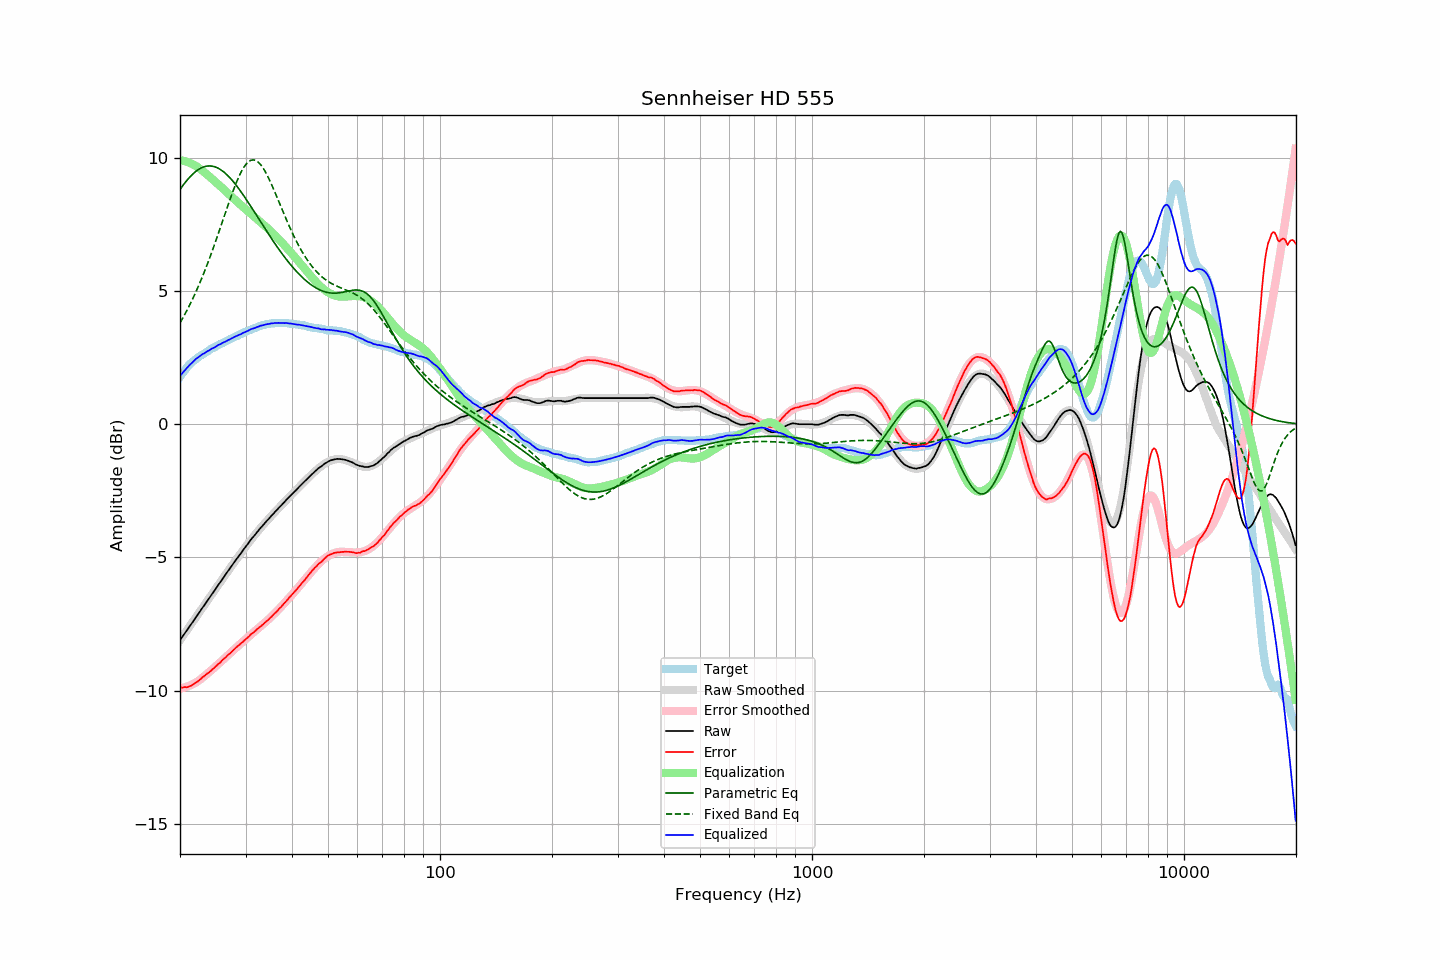 Sennheiser HD 555
Amplitude (dBr)
10
5
0
−5
−10
−15
Target
Raw Smoothed
Error Smoothed
Raw
Error
Equalization
Parametric Eq
Fixed Band Eq
Equalized
100
1000
10000
Frequency (Hz)